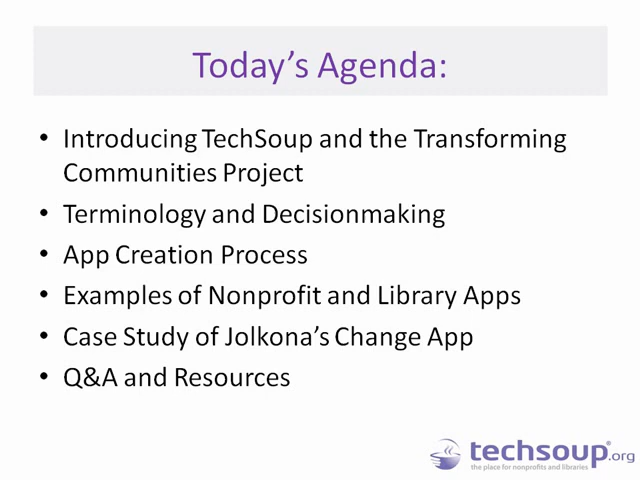 Today’s Agenda:
• Introducing TechSoup and the Transforming
Communities Project
• Terminology and Decisionmaking
• App Creation Process
• Examples of Nonprofit and Library Apps
• Case Study of Jolkona’s Change App
• Q&A and Resources
techsoup®.org
the place for nonprofits and libraries